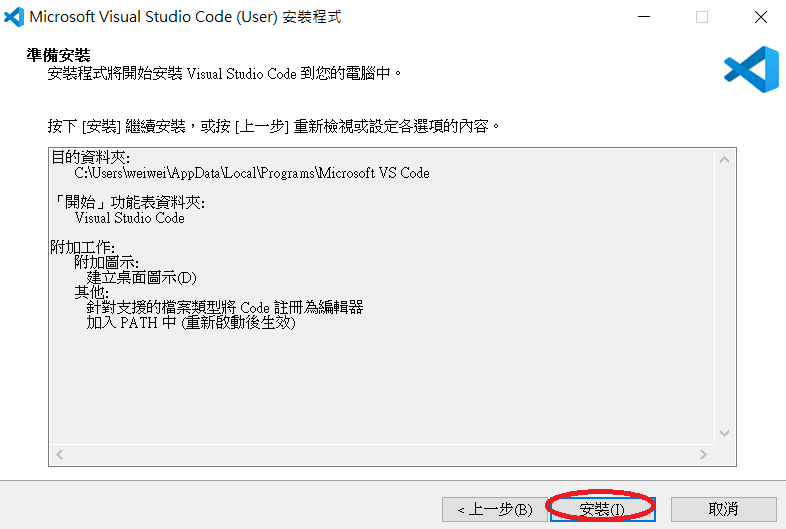 Microsoft Visual Studio Code (User) 安裝程式
準備安裝
安裝程式將開始安裝 Visual Studio Code 到您的電腦中。
按下 [安裝] 繼續安裝，或按 [上一步] 重新檢視或設定各選項的內容。
目的資料夾:
C:\Users\weiwei\AppData\Local\Programs\Microsoft VS Code
「開始」功能表資料夾:
Visual Studio Code
附加工作:
附加圖示:
建立桌面圖示(D)
其他:
針對支援的檔案類型將 Code 註冊為編輯器
加入 PATH 中 (重新啟動後生效)
< 上一步(B) 安裝(I) 取消